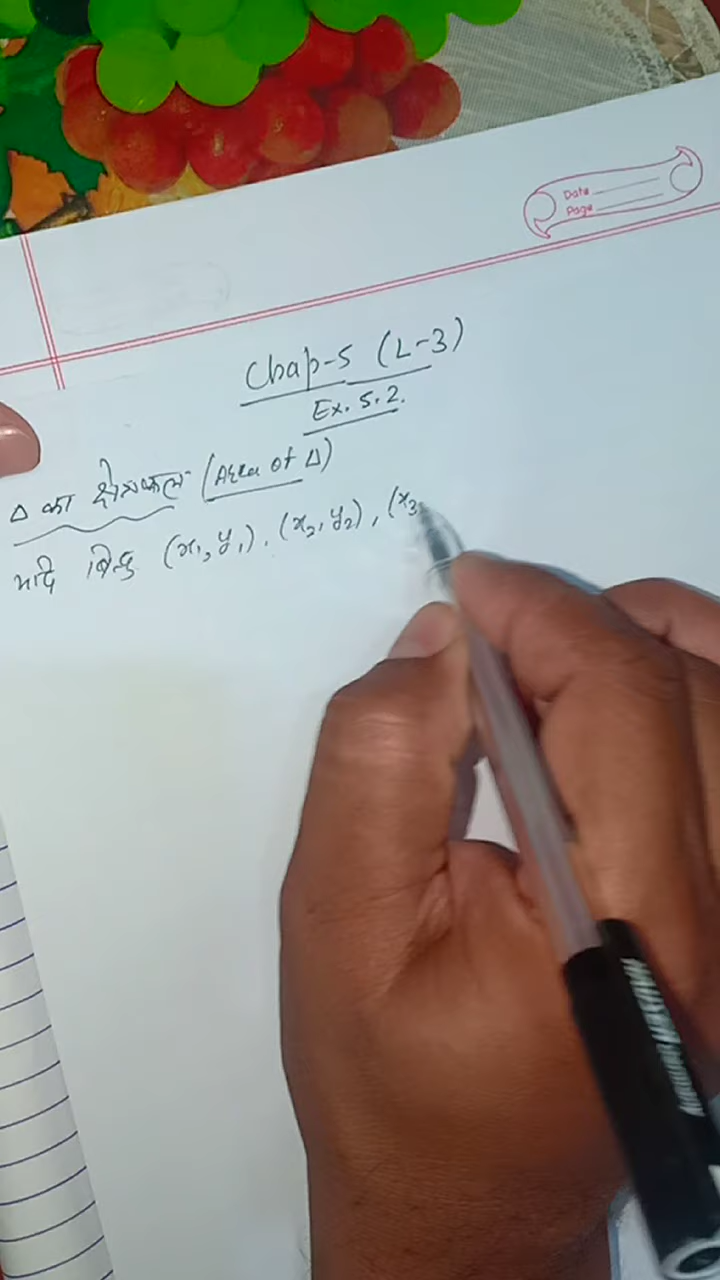 Date
Page
Chap-5 (L-3)
Ex. 5.2.
Δ का क्षेत्रफल (Area of Δ)
यदि बिन्दु (x₁, y₁), (x₂, y₂), (x₃